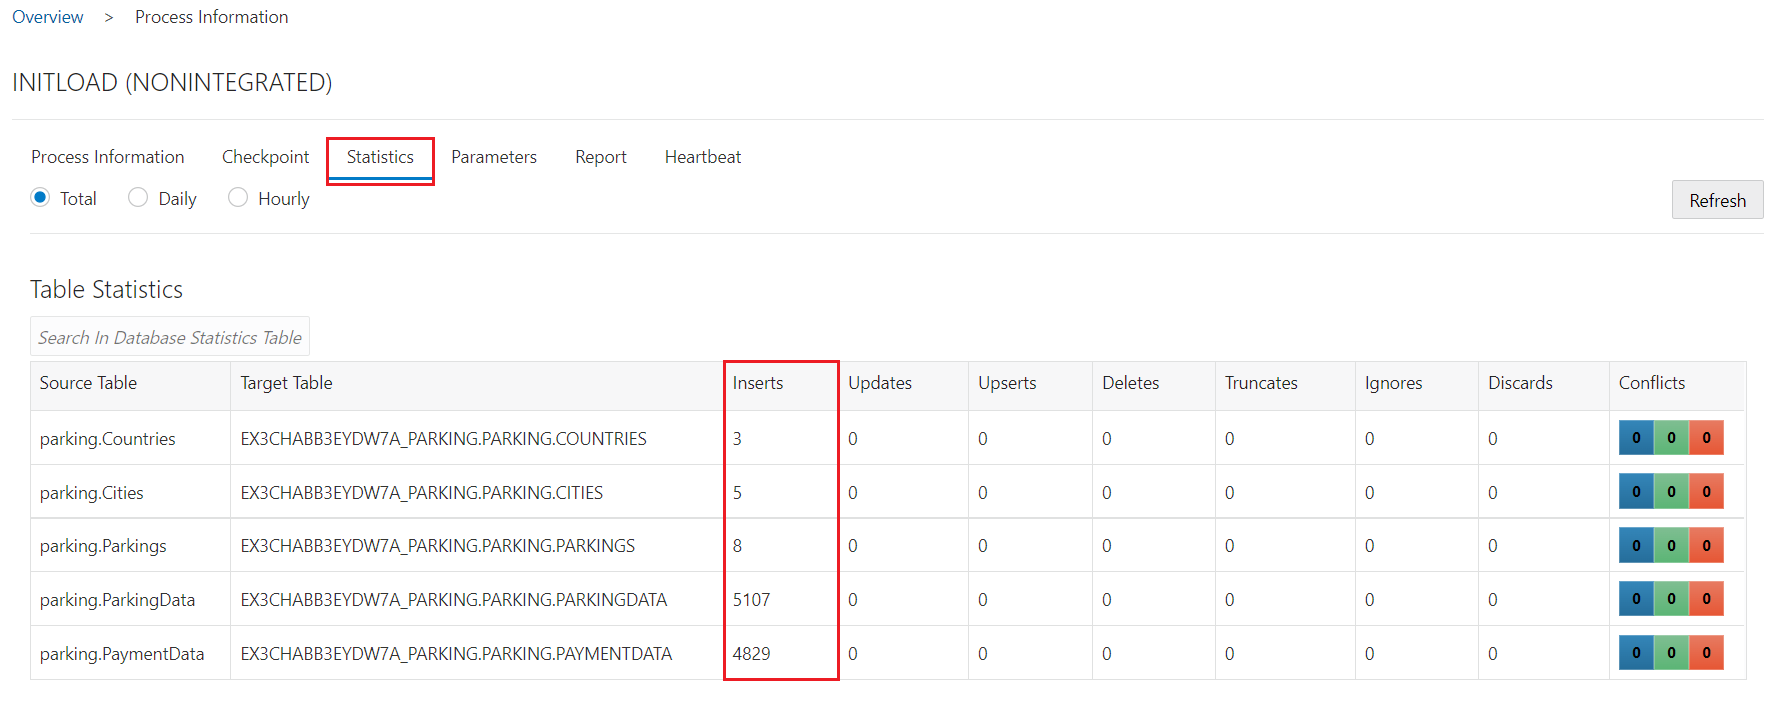 Overview > Process Information
INITLOAD (NONINTEGRATED)
Process Information Checkpoint Statistics Parameters Report Heartbeat
Total Daily Hourly
Refresh
Table Statistics
Search In Database Statistics Table
Source Table Target Table Inserts Updates Upserts Deletes Truncates Ignores Discards Conflicts
parking.Countries EX3CHABB3EYDW7A_PARKING.PARKING.COUNTRIES 3 0 0 0 0 0 0 0 0 0
parking.Cities EX3CHABB3EYDW7A_PARKING.PARKING.CITIES 5 0 0 0 0 0 0 0 0 0
parking.Parkings EX3CHABB3EYDW7A_PARKING.PARKING.PARKINGS 8 0 0 0 0 0 0 0 0 0
parking.ParkingData EX3CHABB3EYDW7A_PARKING.PARKING.PARKINGDATA 5107 0 0 0 0 0 0 0 0 0
parking.PaymentData EX3CHABB3EYDW7A_PARKING.PARKING.PAYMENTDATA 4829 0 0 0 0 0 0 0 0 0